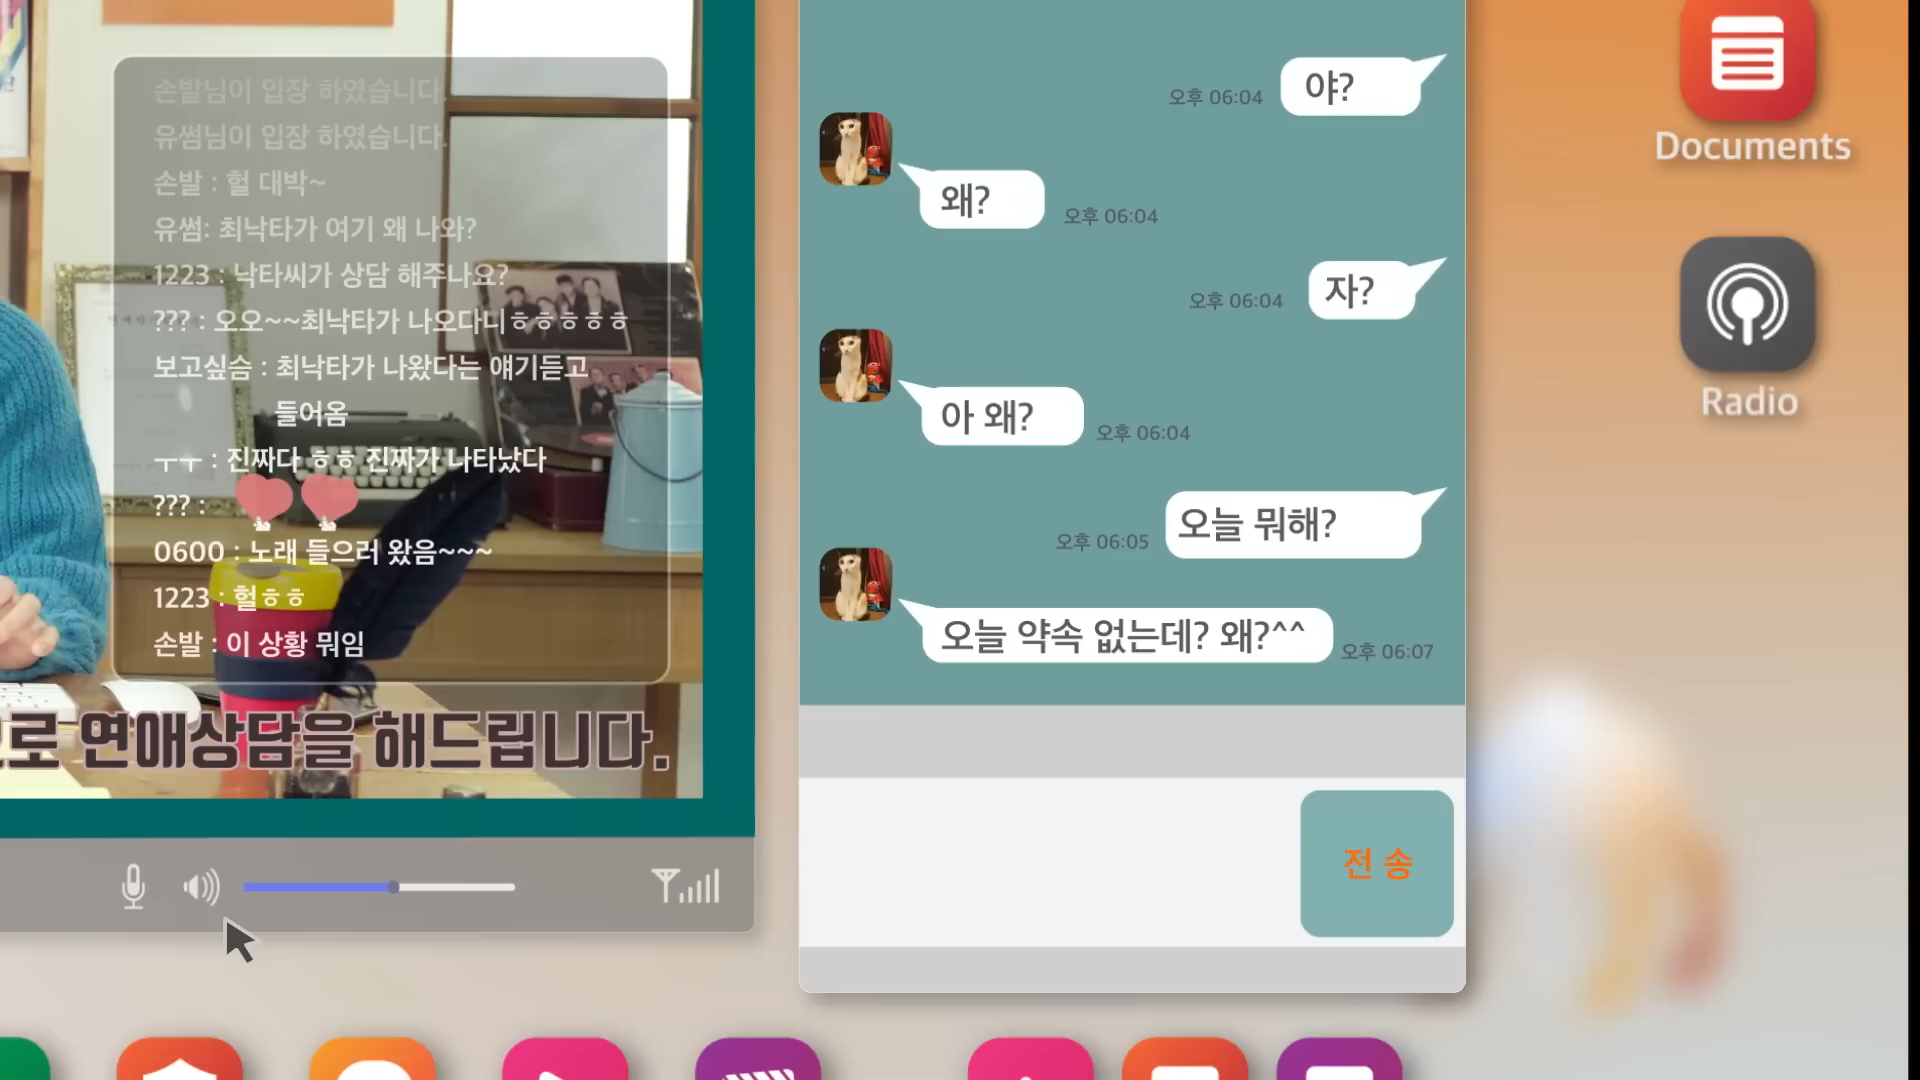 손발님이 입장 하였습니다.
유썸님이 입장 하였습니다.
손발 : 헐 대박~
유썸: 최낙타가 여기 왜 나와?
1223 : 낙타씨가 상담 해주나요?
??? : 오오~~최낙타가 나오다니ㅎㅎㅎㅎㅎ
보고싶슴 : 최낙타가 나왔다는 얘기듣고
들어옴
ㅜㅜ : 진짜다 ㅎㅎ 진짜가 나타났다
??? :
0600 : 노래 들으러 왔음~~~
1223 : 헐ㅎㅎ
손발 : 이 상황 뭐임
으로 연애상담을 해드립니다.
야?
오후 06:04
왜?
오후 06:04
자?
오후 06:04
아 왜?
오후 06:04
오늘 뭐해?
오후 06:05
오늘 약속 없는데? 왜?^^
오후 06:07
전 송
Documents
Radio